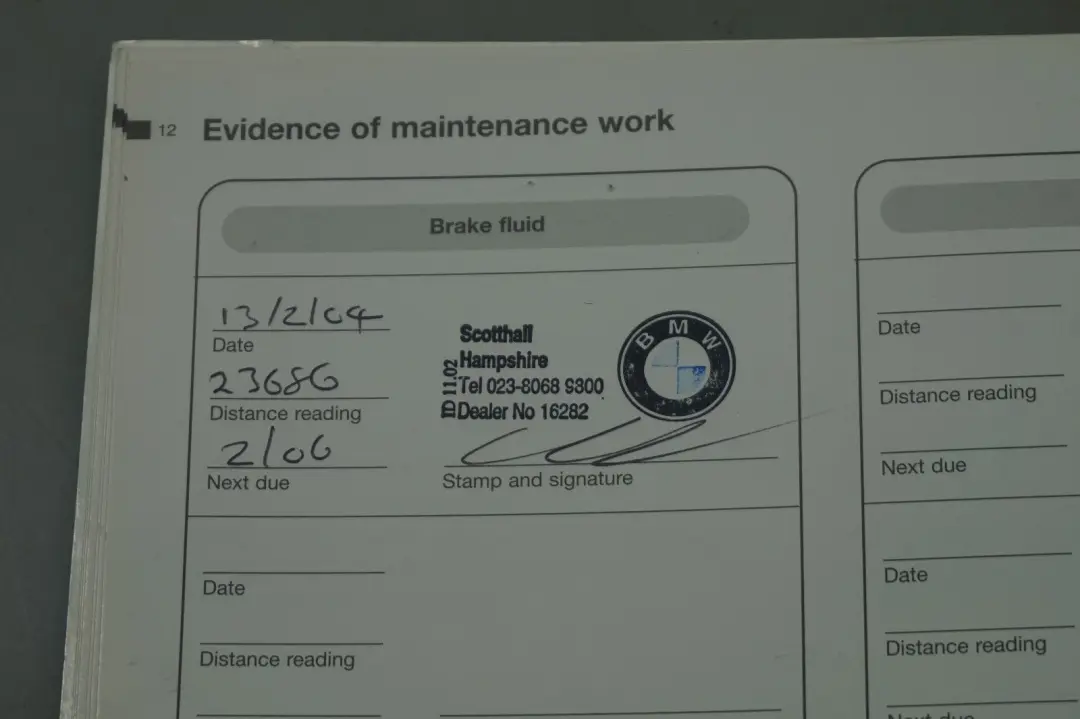 12 Evidence of maintenance work
Brake fluid
13/2/04
Date
23686
Distance reading
2/06
Next due
Scotthall
Hampshire
Tel 023-8068 9300
Dealer No 16282
ID 11.02
BMW
Stamp and signature
Date
Distance reading
Date
Distance reading
Next due
Date
Distance reading
Next due